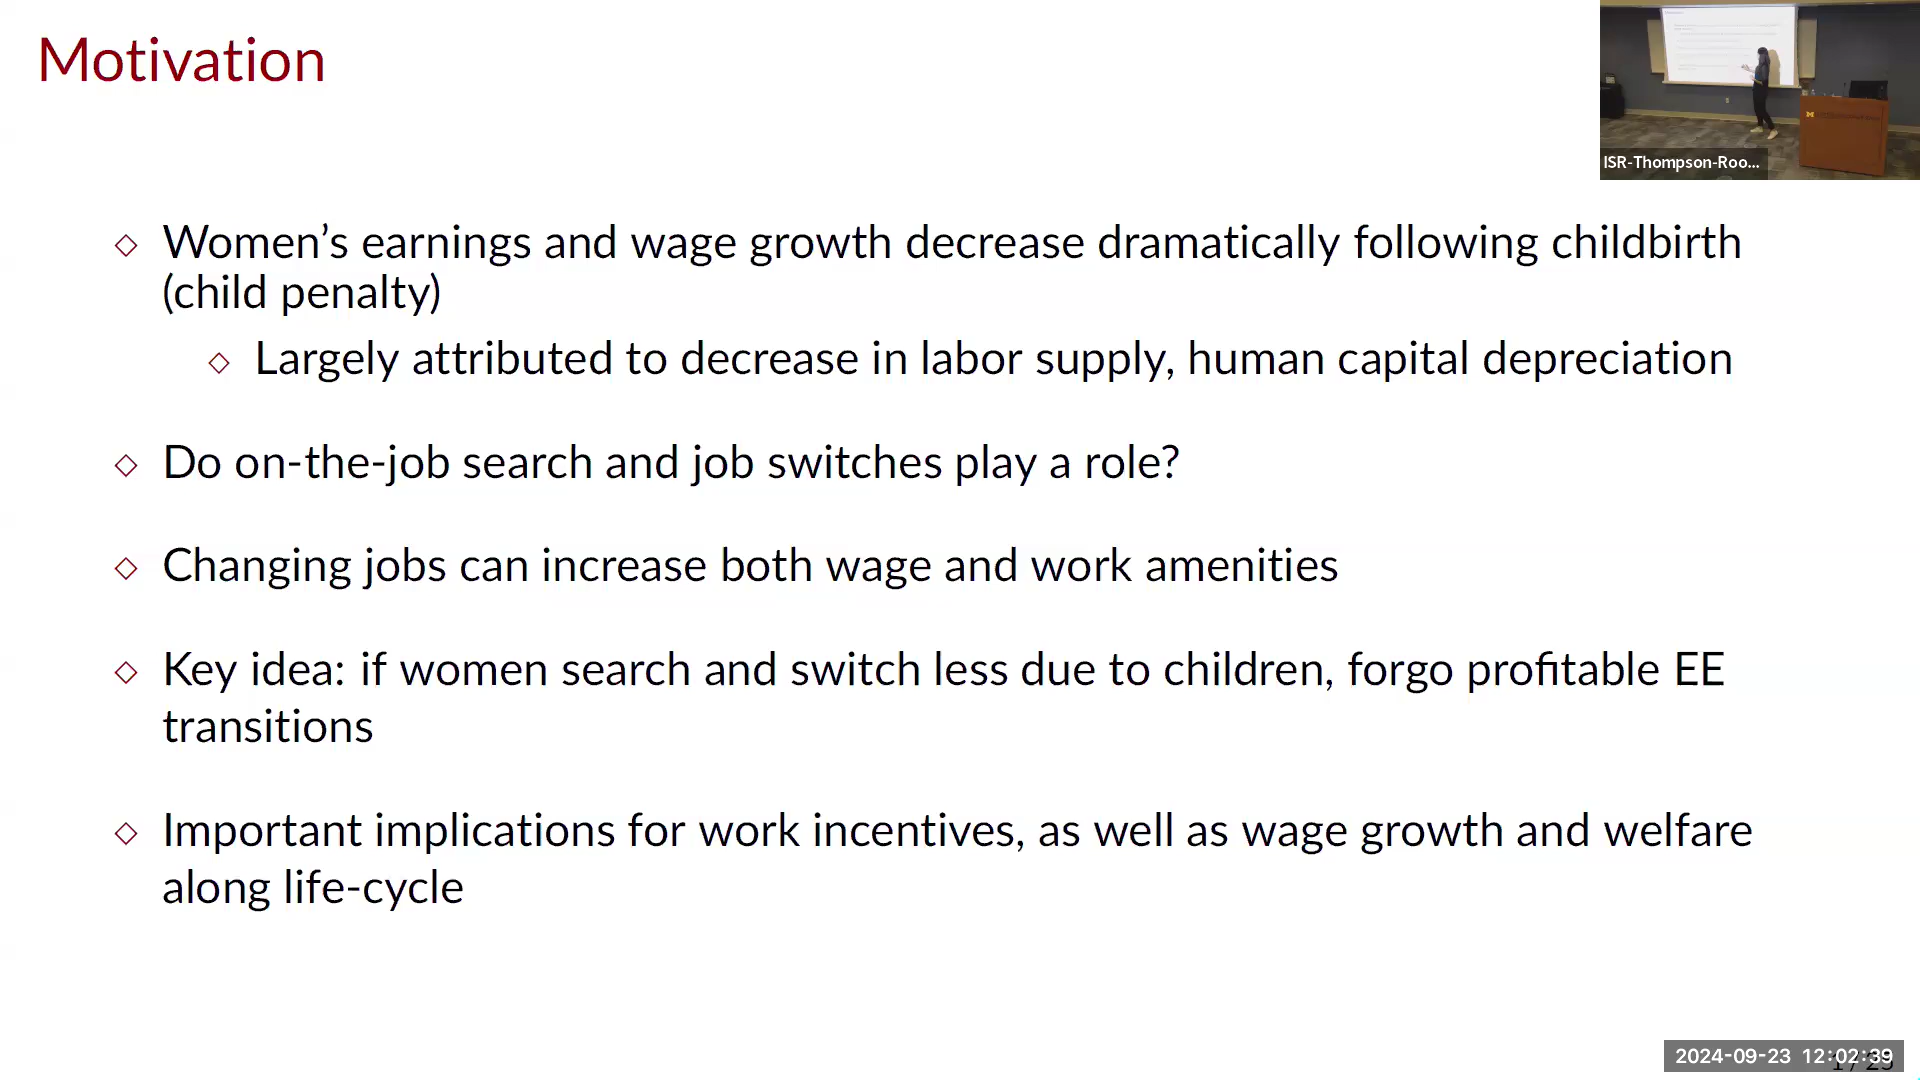 Motivation
ISR-Thompson-Roo...
◇ Women's earnings and wage growth decrease dramatically following childbirth
(child penalty)
◇ Largely attributed to decrease in labor supply, human capital depreciation
◇ Do on-the-job search and job switches play a role?
◇ Changing jobs can increase both wage and work amenities
◇ Key idea: if women search and switch less due to children, forgo profitable EE
transitions
◇ Important implications for work incentives, as well as wage growth and welfare
along life-cycle
2024-09-23 12:02:39